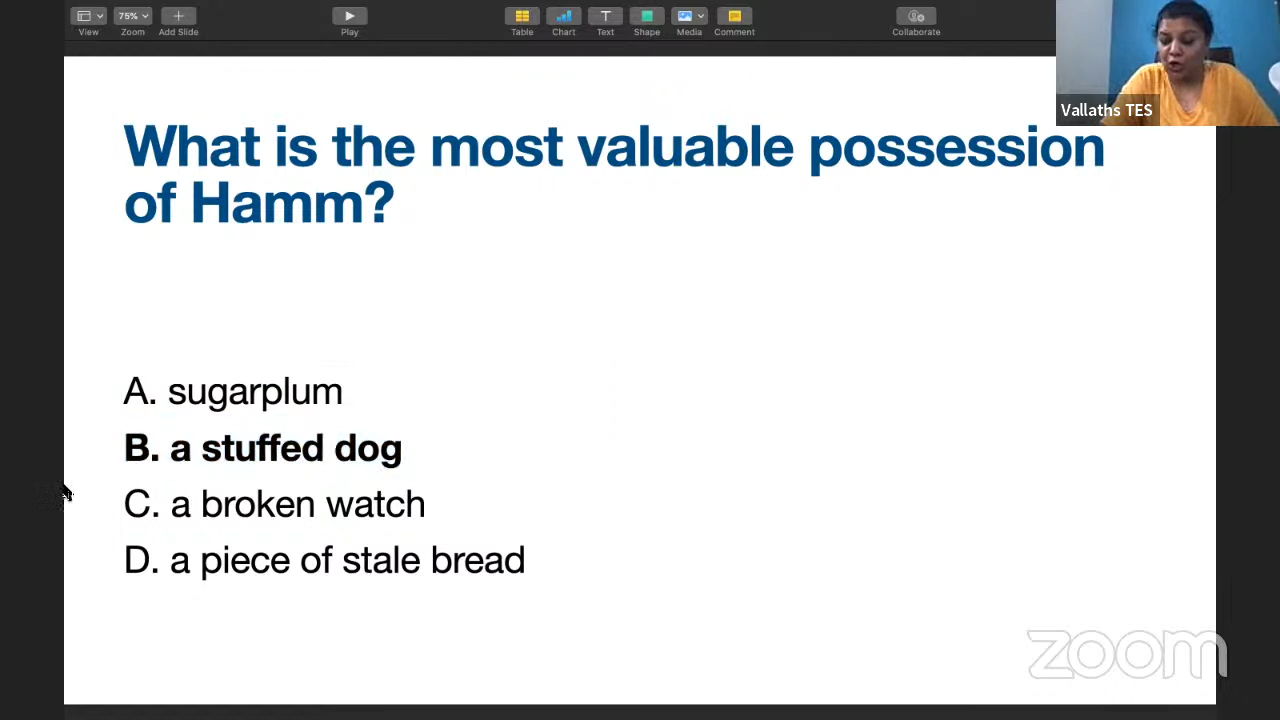 View
75%
Zoom
Add Slide
Play
Table
Chart
Text
Shape
Media
Comment
Collaborate
Vallaths TES
What is the most valuable possession
of Hamm?
A. sugarplum
B. a stuffed dog
C. a broken watch
D. a piece of stale bread
zoom